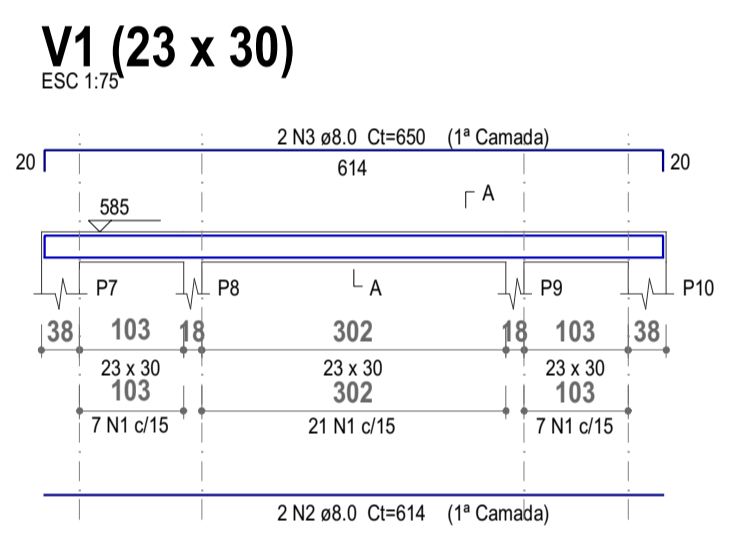 V1 (23 x 30)
ESC 1:75
2 N3 ø8.0 Ct=650 (1ª Camada)
20 614 20
A
585
A
P7 P8 P9 P10
38 103 18 302 18 103 38
23 x 30 23 x 30 23 x 30
103 302 103
7 N1 c/15 21 N1 c/15 7 N1 c/15
2 N2 ø8.0 Ct=614 (1ª Camada)